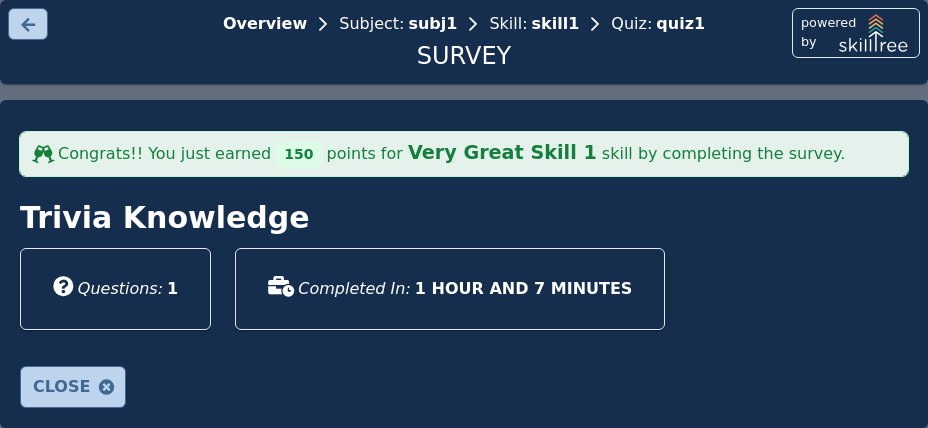 Overview > Subject: subj1 > Skill: skill1 > Quiz: quiz1
SURVEY
powered
by
skilltree
Congrats!! You just earned 150 points for Very Great Skill 1 skill by completing the survey.
Trivia Knowledge
Questions: 1
Completed In: 1 HOUR AND 7 MINUTES
CLOSE